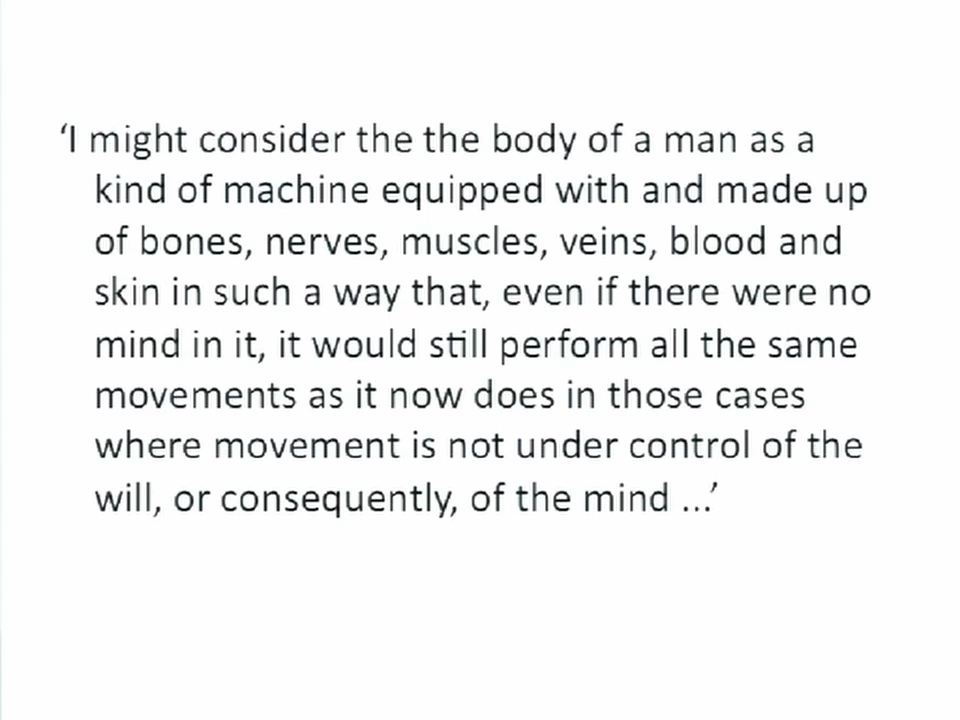 ‘I might consider the the body of a man as a
kind of machine equipped with and made up
of bones, nerves, muscles, veins, blood and
skin in such a way that, even if there were no
mind in it, it would still perform all the same
movements as it now does in those cases
where movement is not under control of the
will, or consequently, of the mind ...’